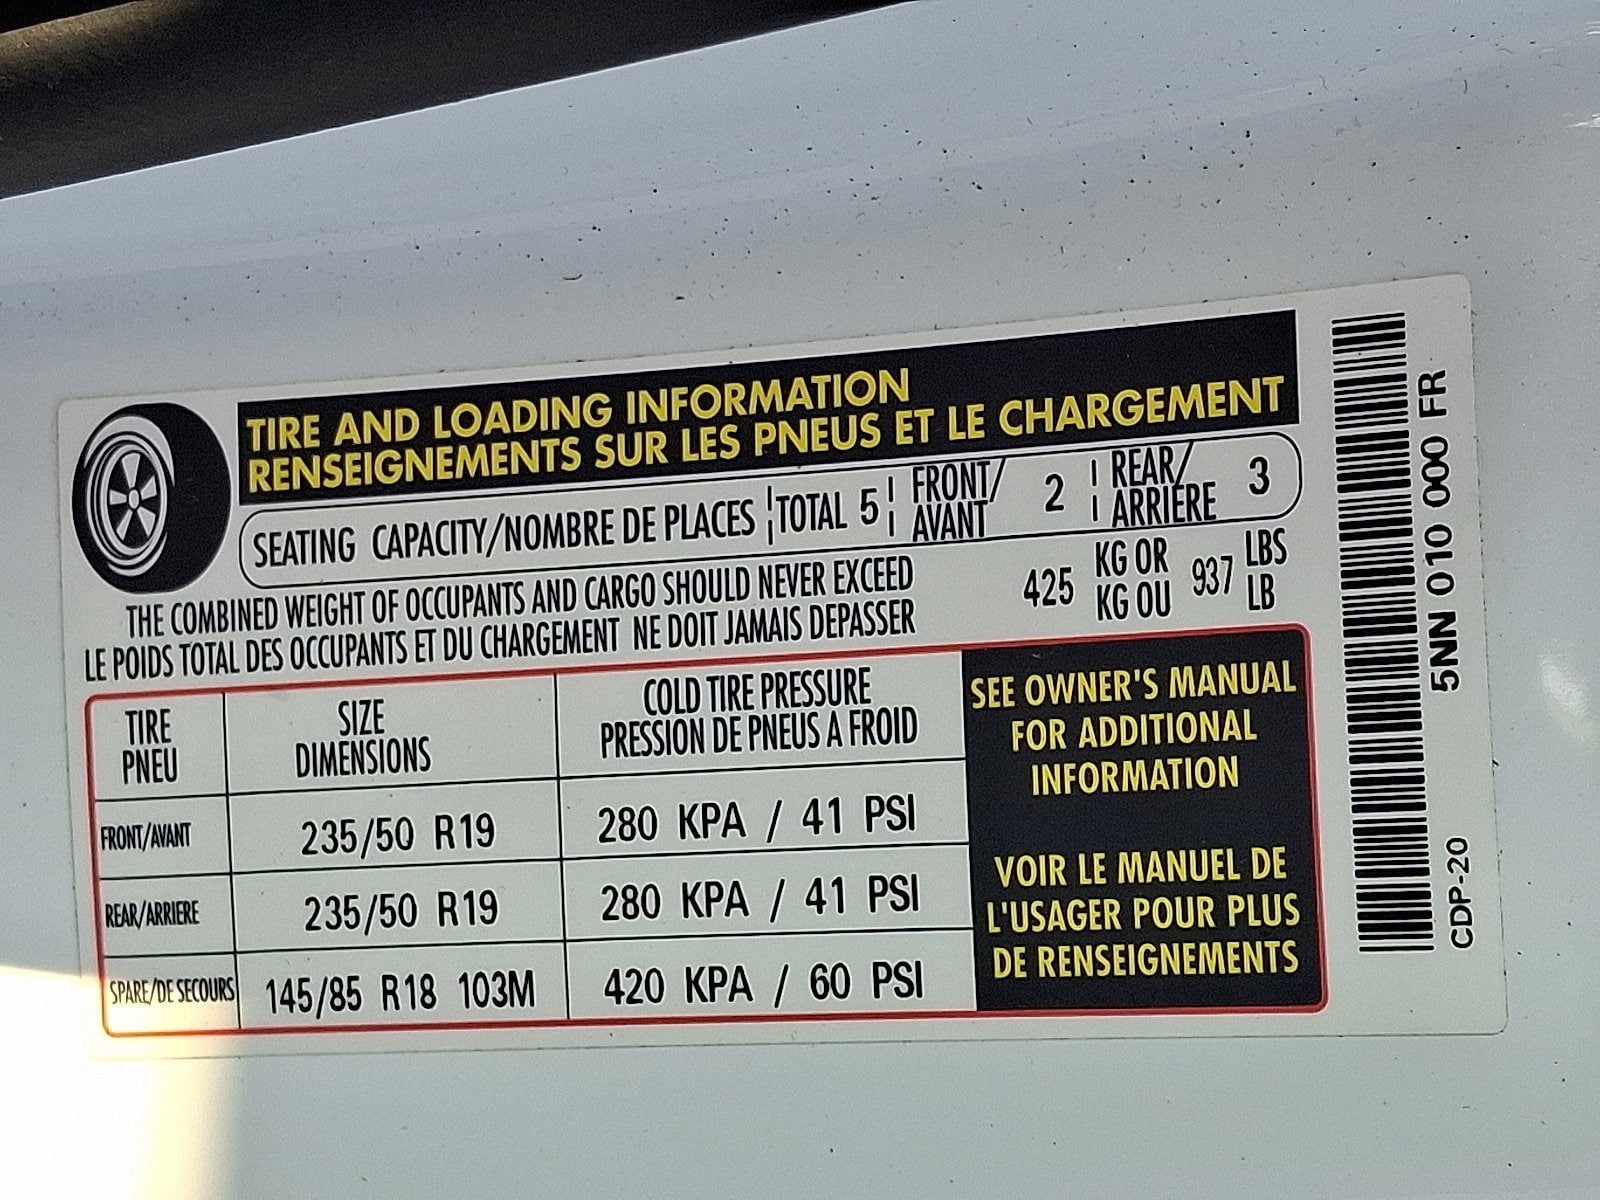 TIRE AND LOADING INFORMATION
RENSEIGNEMENTS SUR LES PNEUS ET LE CHARGEMENT
SEATING CAPACITY/NOMBRE DE PLACES TOTAL 5 FRONT/ AVANT 2 REAR/ ARRIÈRE 3
THE COMBINED WEIGHT OF OCCUPANTS AND CARGO SHOULD NEVER EXCEED
LE POIDS TOTAL DES OCCUPANTS ET DU CHARGEMENT NE DOIT JAMAIS DEPASSER
425 KG OR KG OU 937 LBS LB
TIRE
PNEU
SIZE
DIMENSIONS
COLD TIRE PRESSURE
PRESSION DE PNEUS A FROID
FRONT/AVANT 235/50 R19 280 KPA / 41 PSI
REAR/ARRIERE 235/50 R19 280 KPA / 41 PSI
SPARE/DE SECOURS 145/85 R18 103M 420 KPA / 60 PSI
SEE OWNER'S MANUAL
FOR ADDITIONAL
INFORMATION
VOIR LE MANUEL DE
L'USAGER POUR PLUS
DE RENSEIGNEMENTS
5NN 010 000 FR
CDP-20